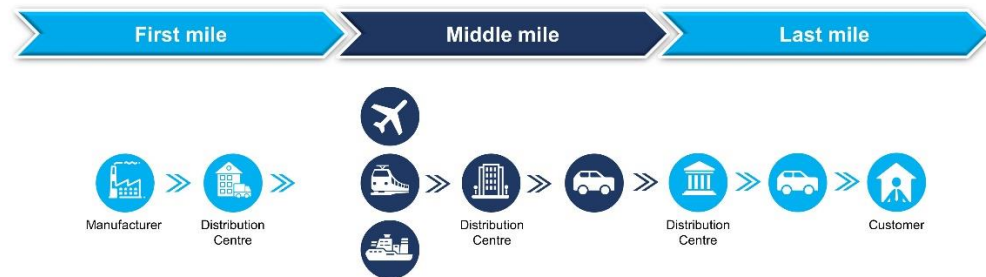 First mile
Middle mile
Last mile
Manufacturer
Distribution
Centre
Distribution
Centre
Distribution
Centre
Customer